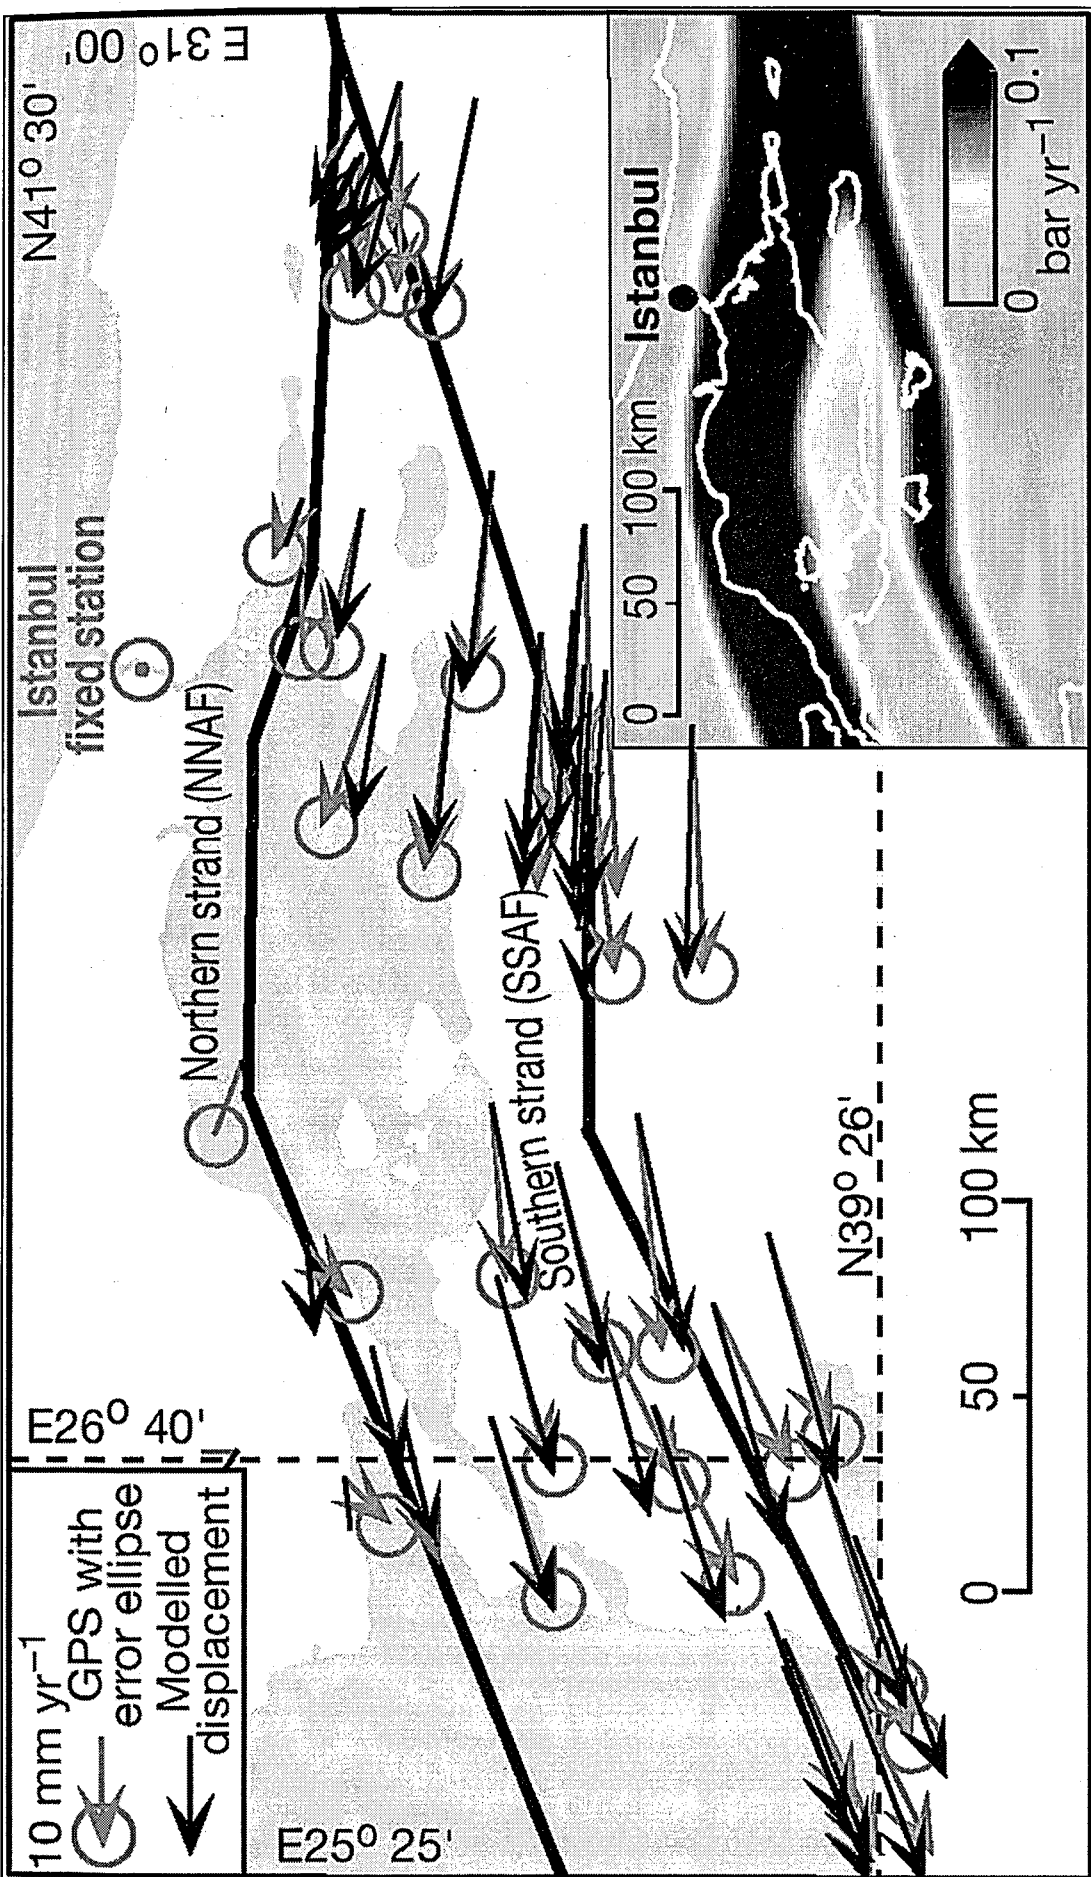 10 mm yr⁻¹
GPS with
error ellipse
Modelled
displacement
E26° 40'
E25° 25'
Istanbul
fixed station
N41° 30'
E 31° 00'
Northern strand (NNAF)
Southern strand (SSAF)
N39° 26'
0 50 100 km
0 50 100 km
Istanbul
0 0.1
bar yr⁻¹